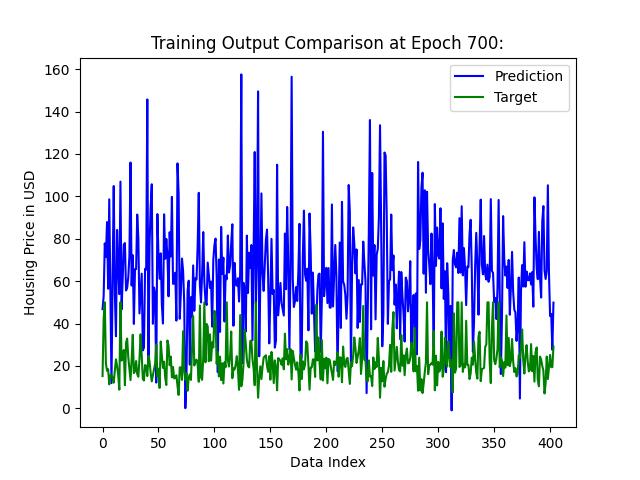 Training Output Comparison at Epoch 700:
Prediction
Target
Housing Price in USD
160
140
120
100
80
60
40
20
0
0 50 100 150 200 250 300 350 400
Data Index